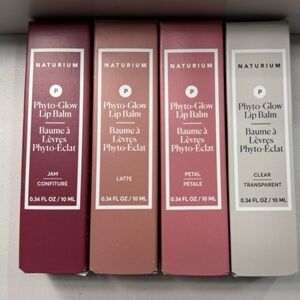 NATURIUM
P
Phyto-Glow
Lip Balm
Baume à
Lèvres
Phyto-Éclat
JAM
CONFITURE
0.34 FL OZ / 10 ML
NATURIUM
P
Phyto-Glow
Lip Balm
Baume à
Lèvres
Phyto-Éclat
LATTE
0.34 FL OZ / 10 ML
NATURIUM
P
Phyto-Glow
Lip Balm
Baume à
Lèvres
Phyto-Éclat
PETAL
PÉTALE
0.34 FL OZ / 10 ML
NATURIUM
P
Phyto-Glow
Lip Balm
Baume à
Lèvres
Phyto-Éclat
CLEAR
TRANSPARENT
0.34 FL OZ / 10 ML